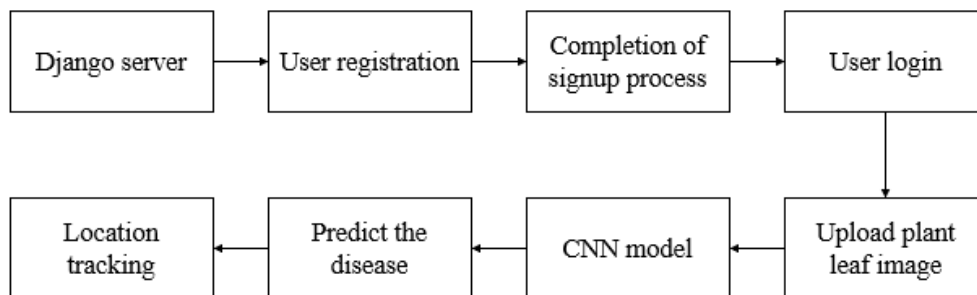 Django server
User registration
Completion of
signup process
User login
Location
tracking
Predict the
disease
CNN model
Upload plant
leaf image